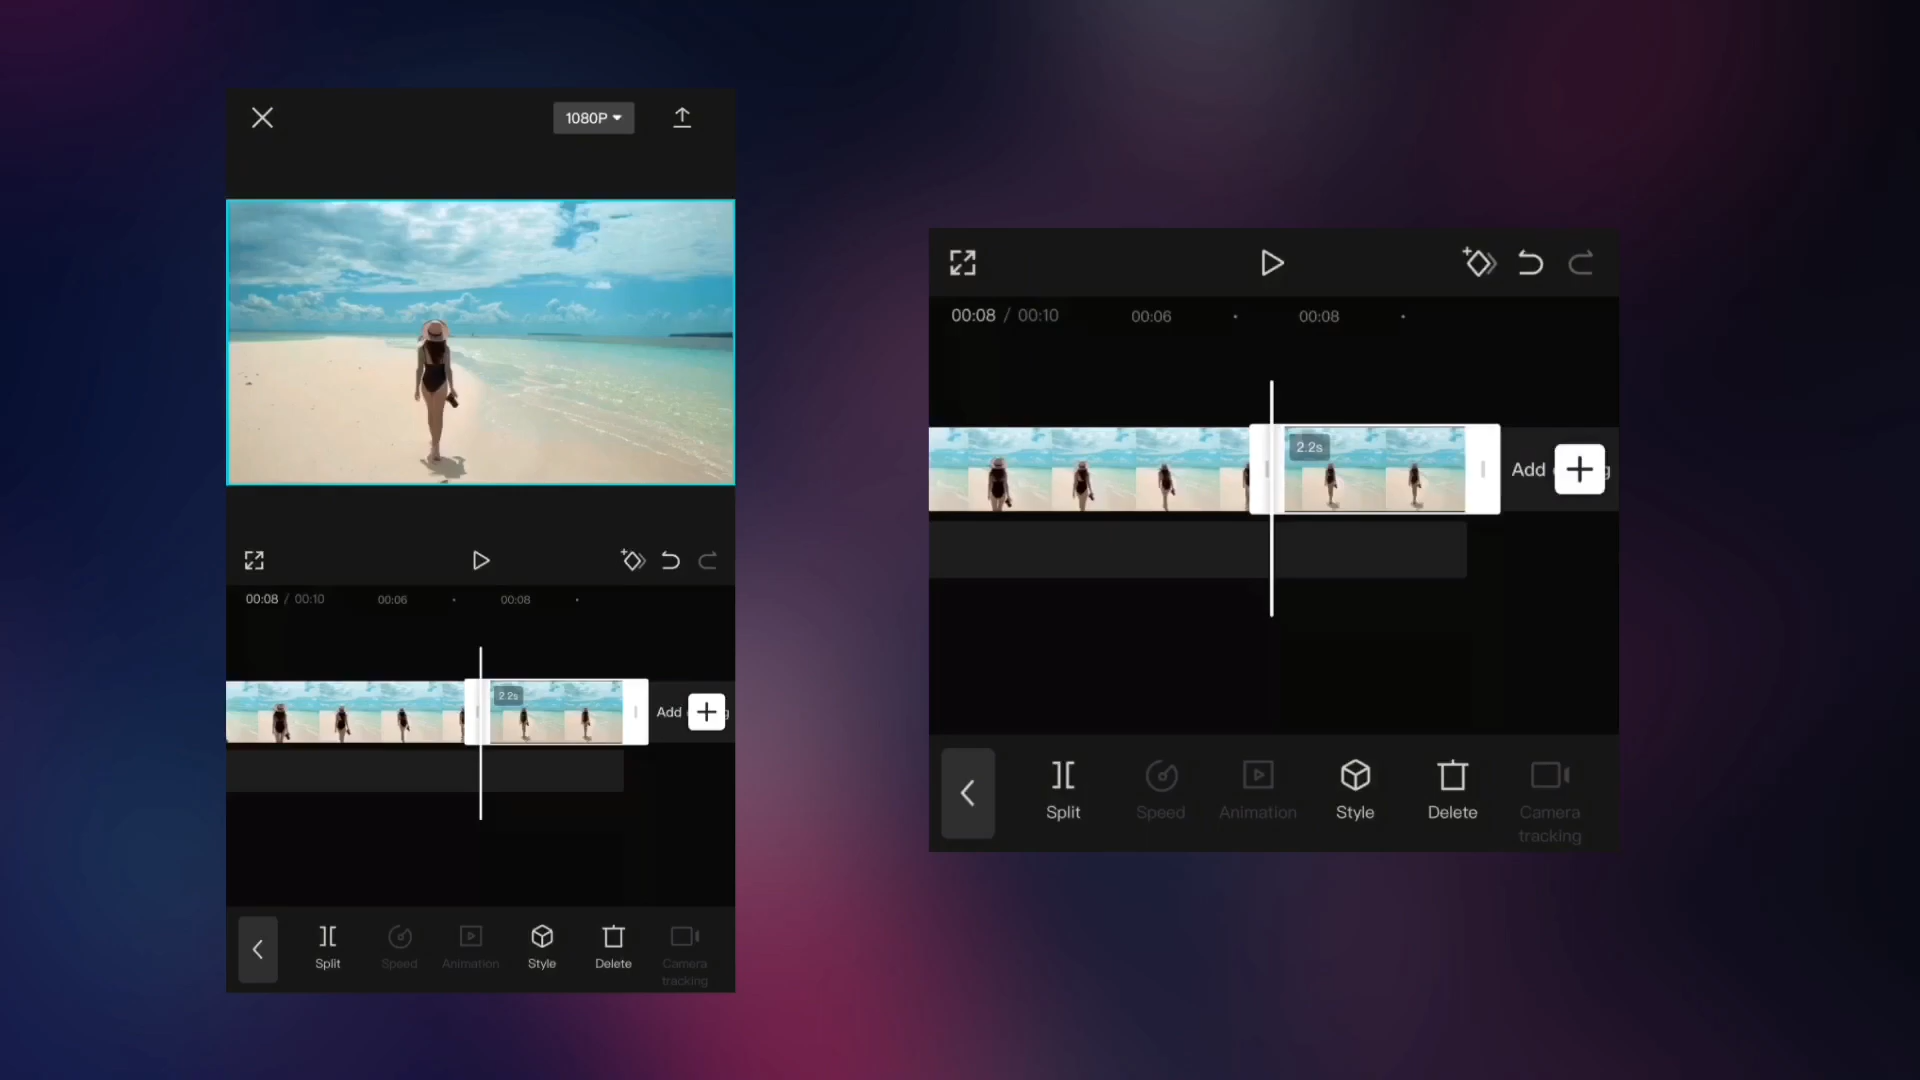 1080P
00:08 / 00:10 00:06 00:08
2.2s
Add
Split Speed Animation Style Delete Camera tracking
00:08 / 00:10 00:06 00:08
2.2s
Add
Split Speed Animation Style Delete Camera
tracking